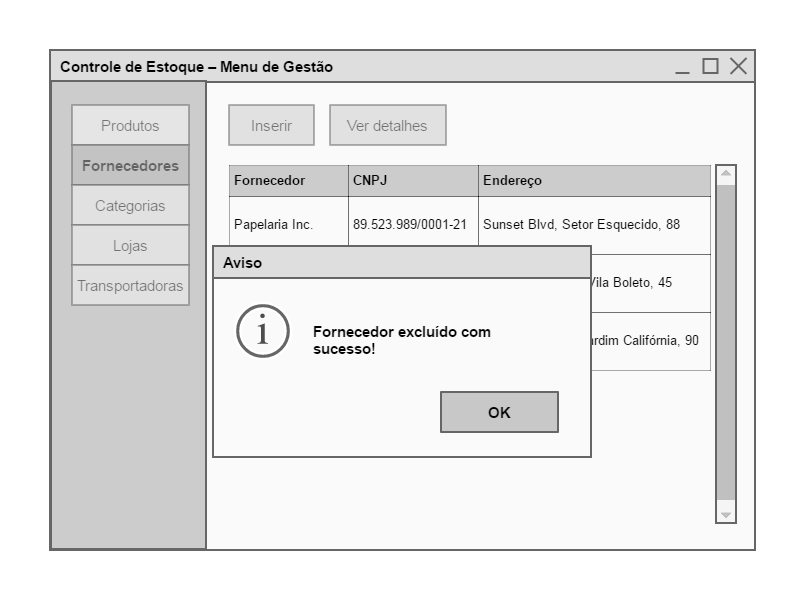 Controle de Estoque – Menu de Gestão
Produtos
Fornecedores
Categorias
Lojas
Transportadoras
Inserir
Ver detalhes
Fornecedor CNPJ Endereço
Papelaria Inc. 89.523.989/0001-21 Sunset Blvd, Setor Esquecido, 88
Vila Boleto, 45
Califórnia, 90
Aviso
i
Fornecedor excluído com
sucesso!
OK